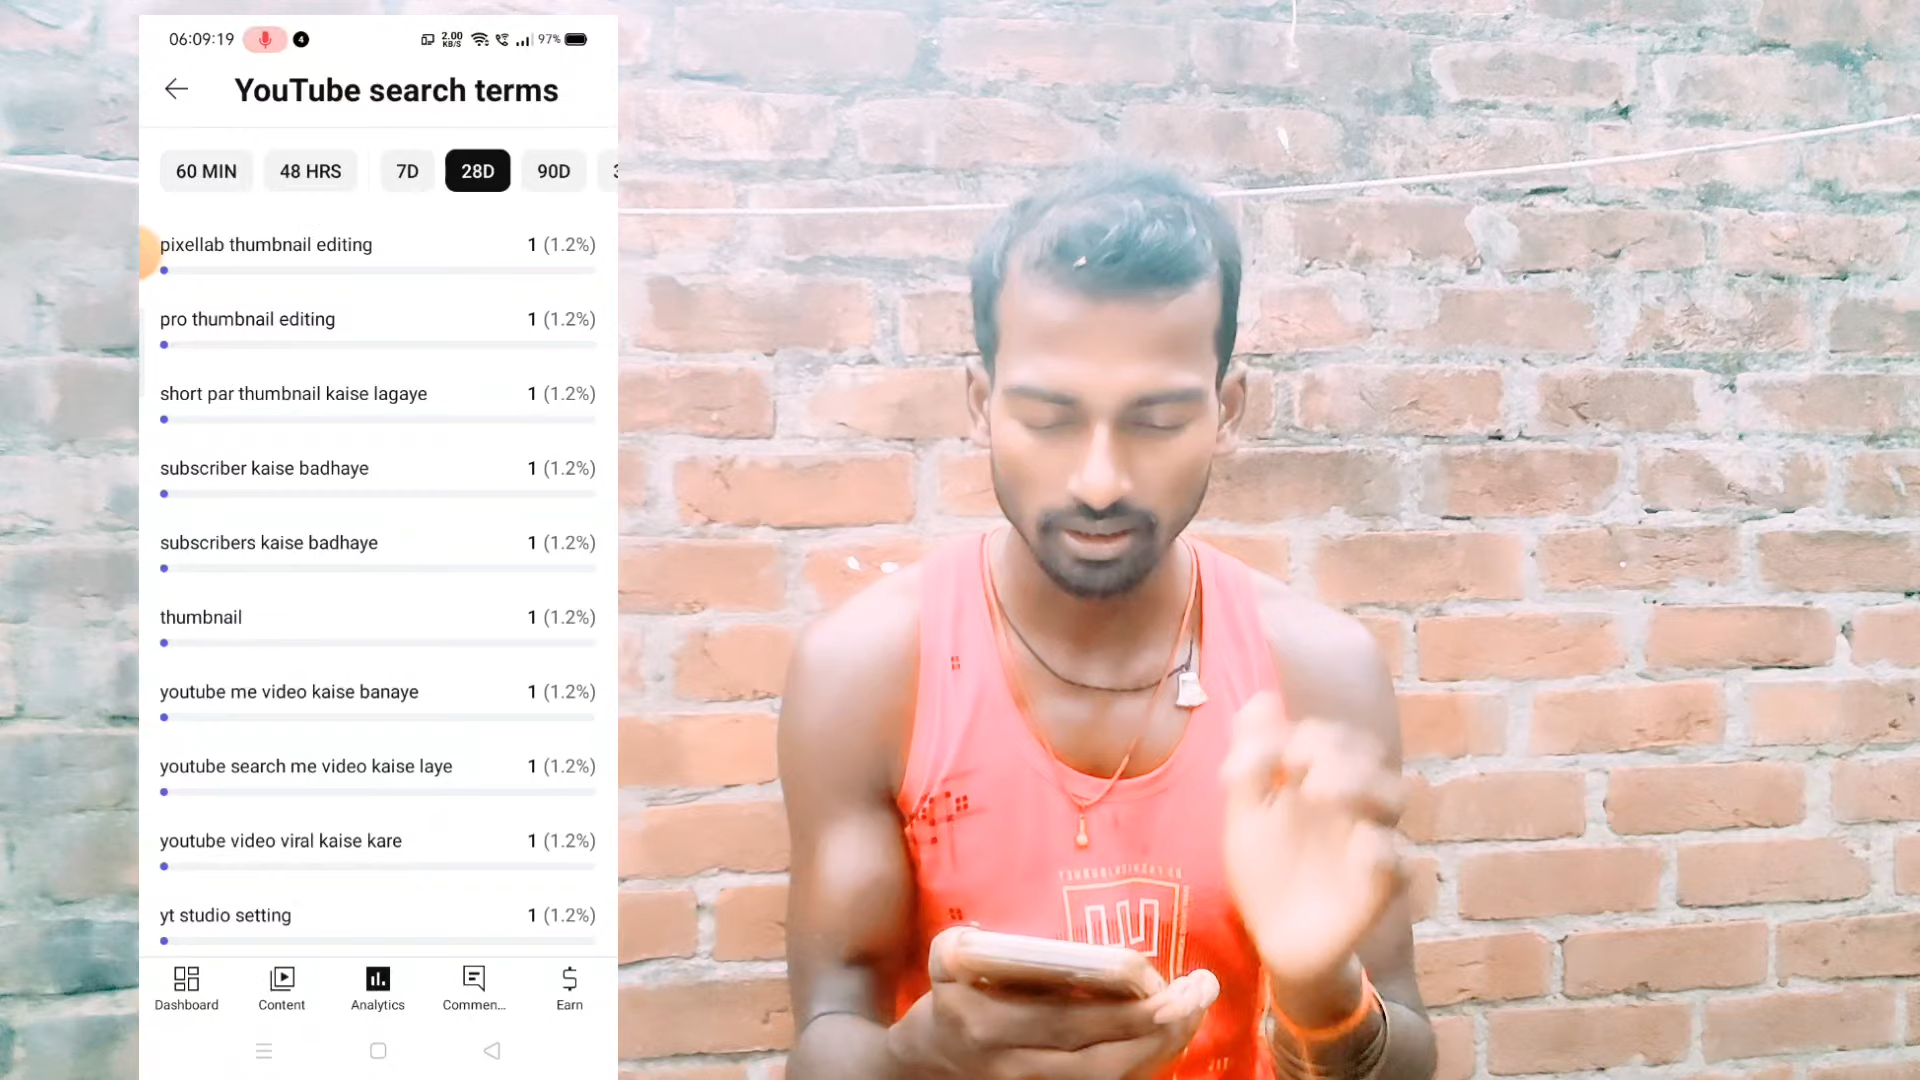 06:09:19 4 2.00 KB/S 97%
YouTube search terms
60 MIN 48 HRS 7D 28D 90D
pixellab thumbnail editing 1 (1.2%)
pro thumbnail editing 1 (1.2%)
short par thumbnail kaise lagaye 1 (1.2%)
subscriber kaise badhaye 1 (1.2%)
subscribers kaise badhaye 1 (1.2%)
thumbnail 1 (1.2%)
youtube me video kaise banaye 1 (1.2%)
youtube search me video kaise laye 1 (1.2%)
youtube video viral kaise kare 1 (1.2%)
yt studio setting 1 (1.2%)
Dashboard Content Analytics Commen... Earn